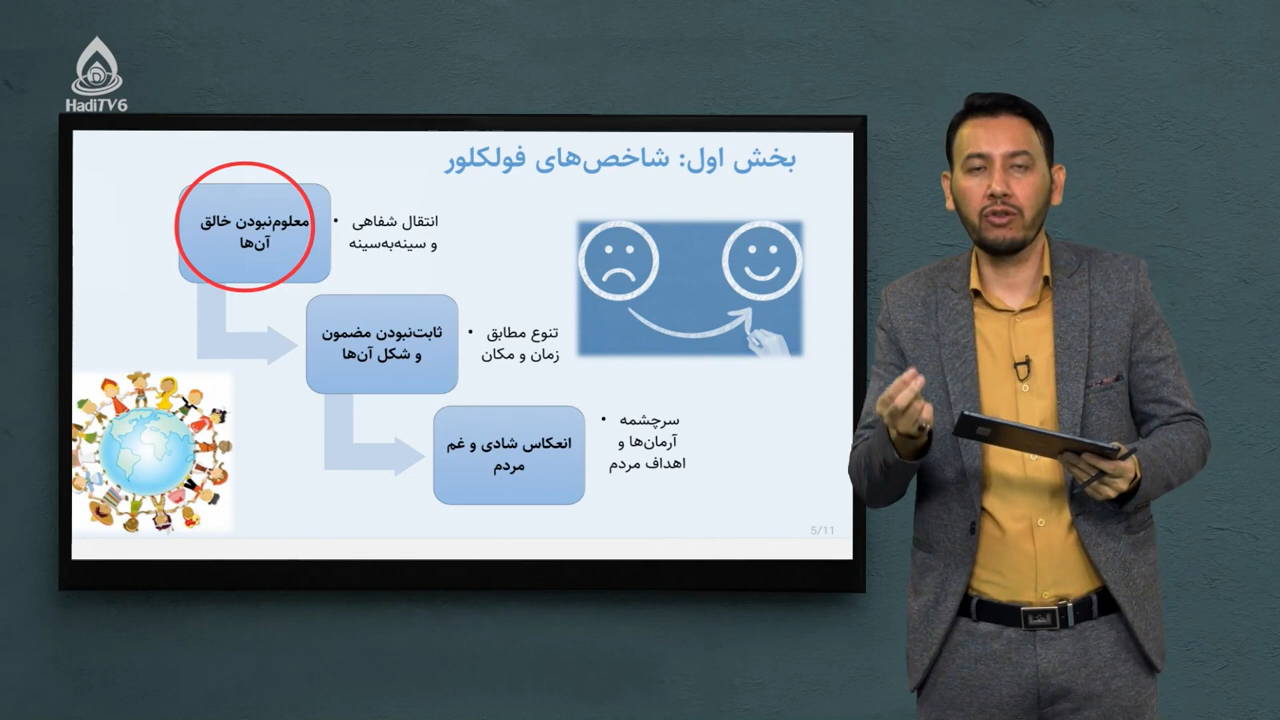 HadiTV6
بخش اول: شاخص‌های فولکلور
معلوم‌نبودن خالق
آن‌ها
• انتقال شفاهی
و سینه‌به‌سینه
ثابت‌نبودن مضمون
و شکل آن‌ها
• تنوع مطابق
زمان و مکان
انعکاس شادی و غم
مردم
• سرچشمه
آرمان‌ها و
اهداف مردم
5/11